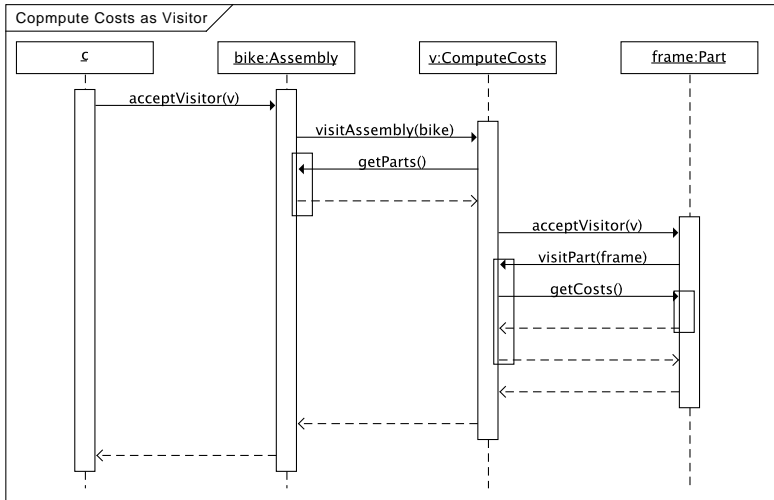 Copmpute Costs as Visitor
c
bike:Assembly
v:ComputeCosts
frame:Part
acceptVisitor(v)
visitAssembly(bike)
getParts()
acceptVisitor(v)
visitPart(frame)
getCosts()